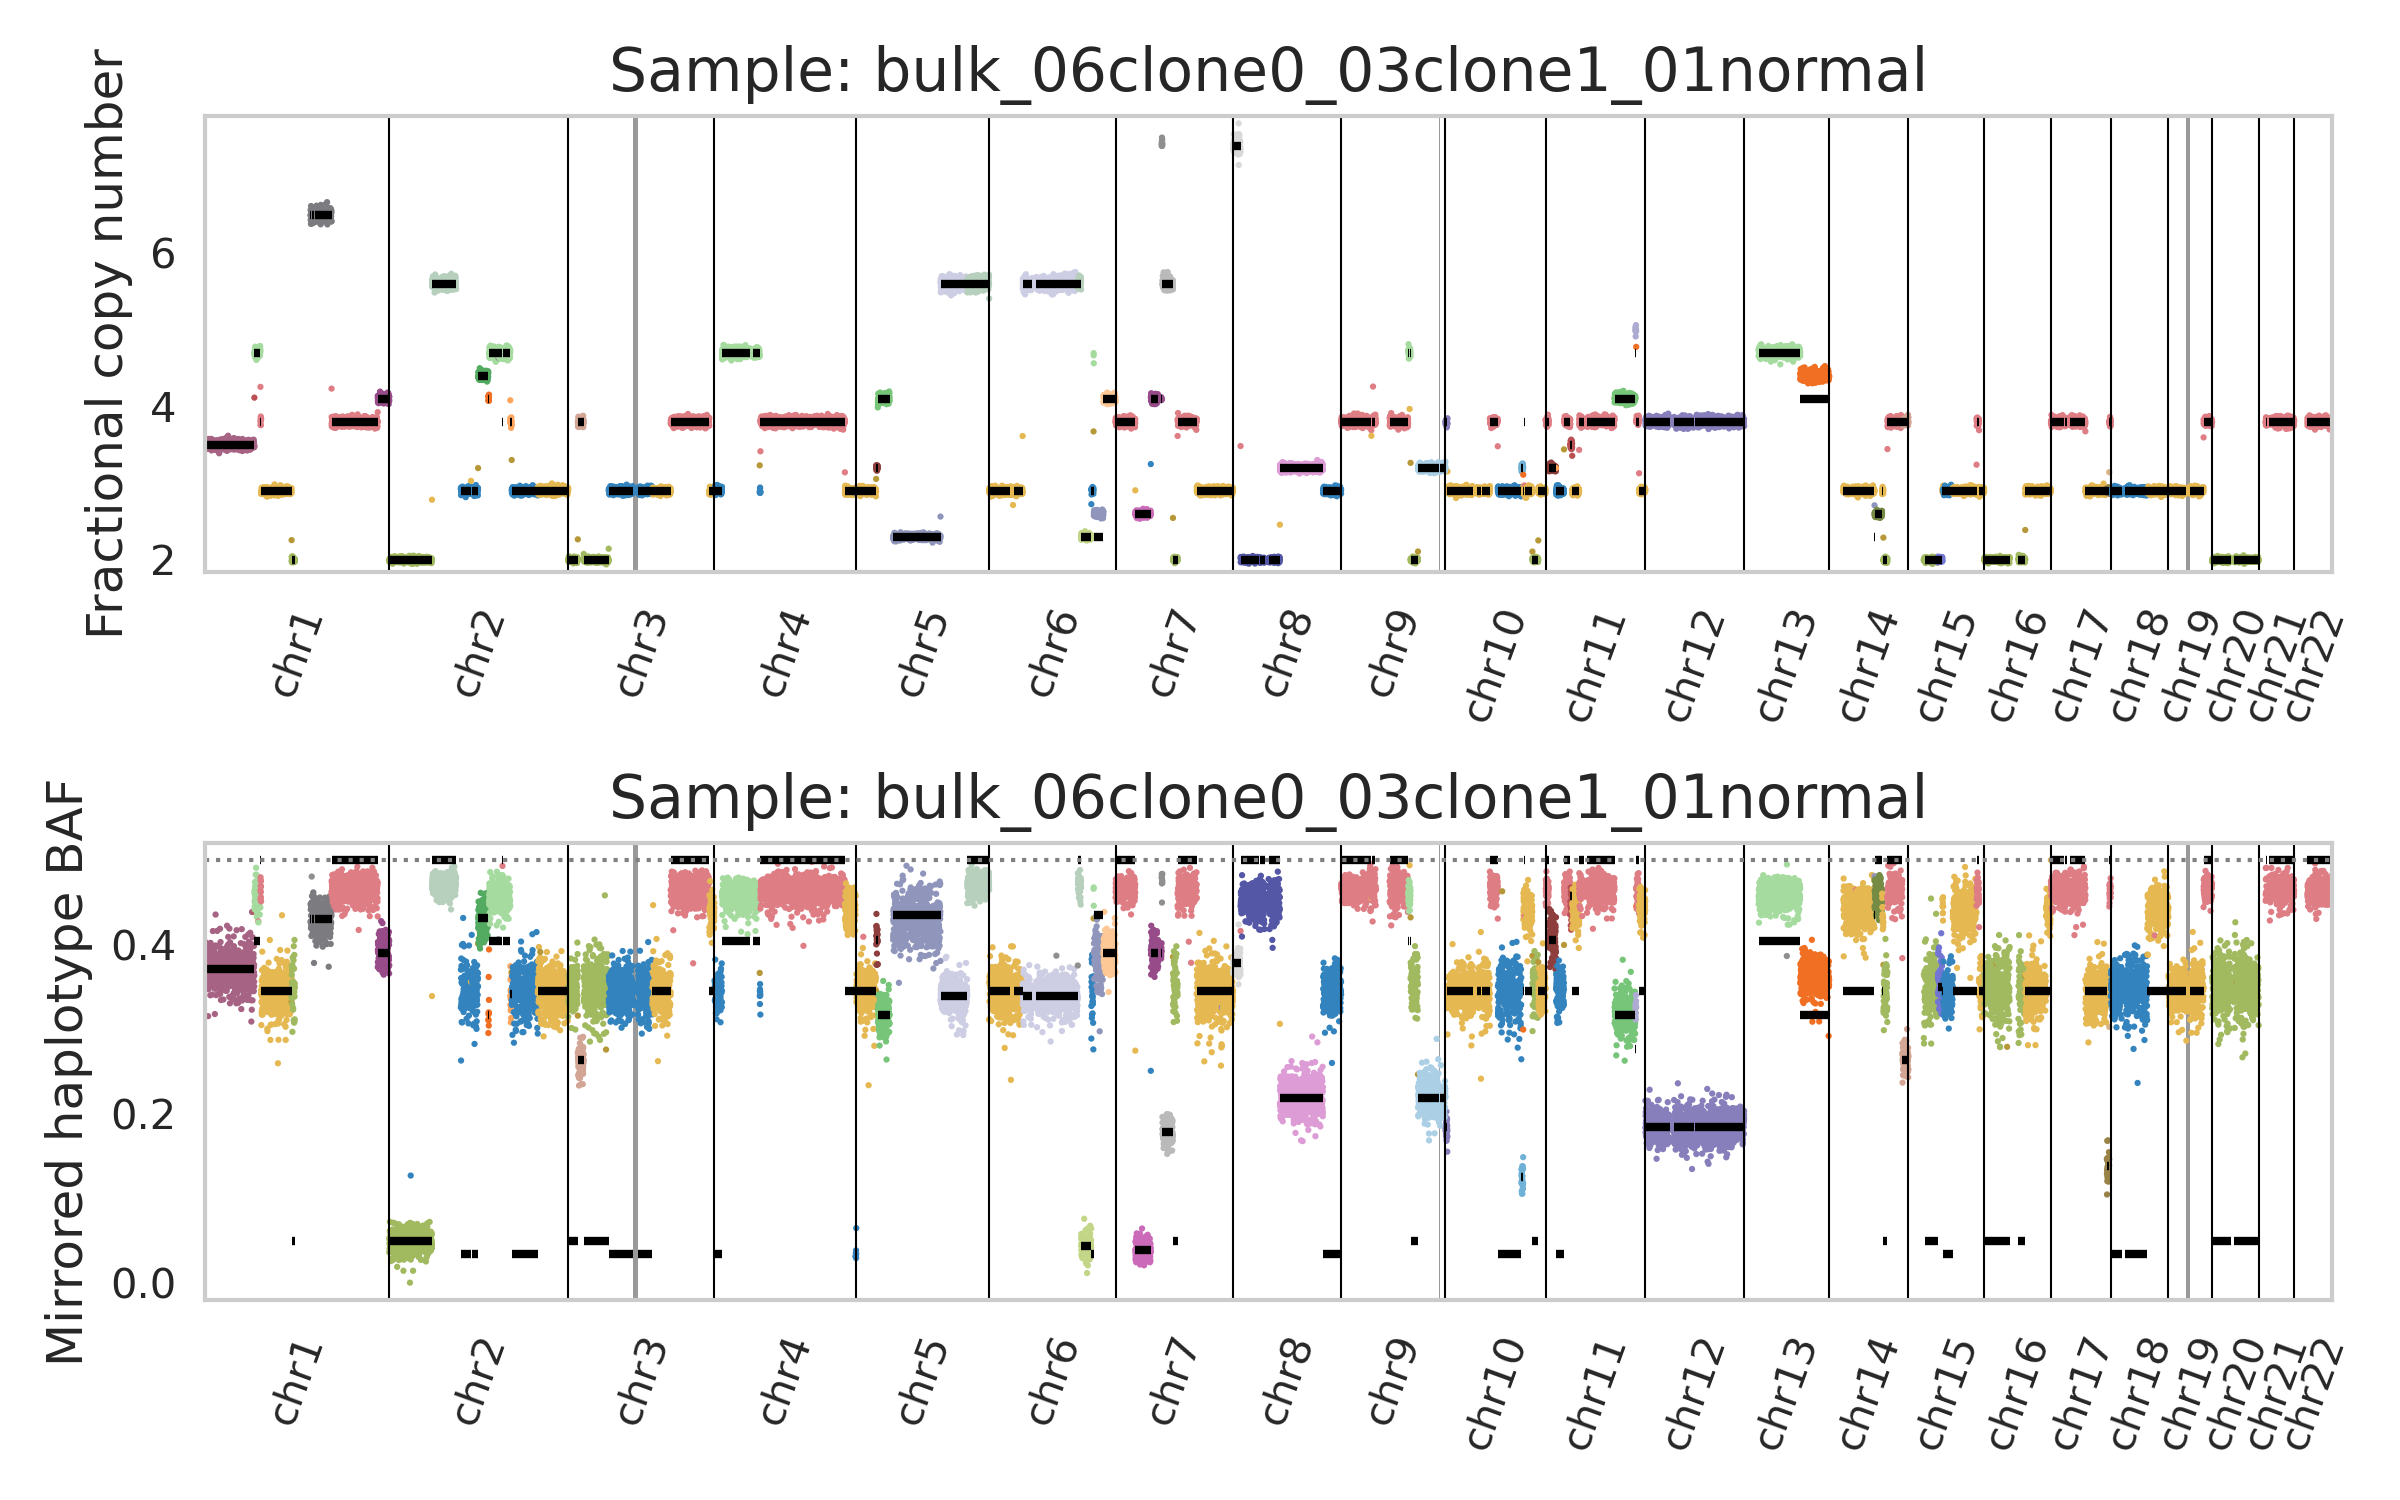 Sample: bulk_06clone0_03clone1_01normal
Fractional copy number
6
4
2
chr1 chr2 chr3 chr4 chr5 chr6 chr7 chr8 chr9 chr10 chr11 chr12 chr13 chr14 chr15 chr16 chr17 chr18 chr19 chr20 chr21 chr22
Sample: bulk_06clone0_03clone1_01normal
Mirrored haplotype BAF
0.4
0.2
0.0
chr1 chr2 chr3 chr4 chr5 chr6 chr7 chr8 chr9 chr10 chr11 chr12 chr13 chr14 chr15 chr16 chr17 chr18 chr19 chr20 chr21 chr22